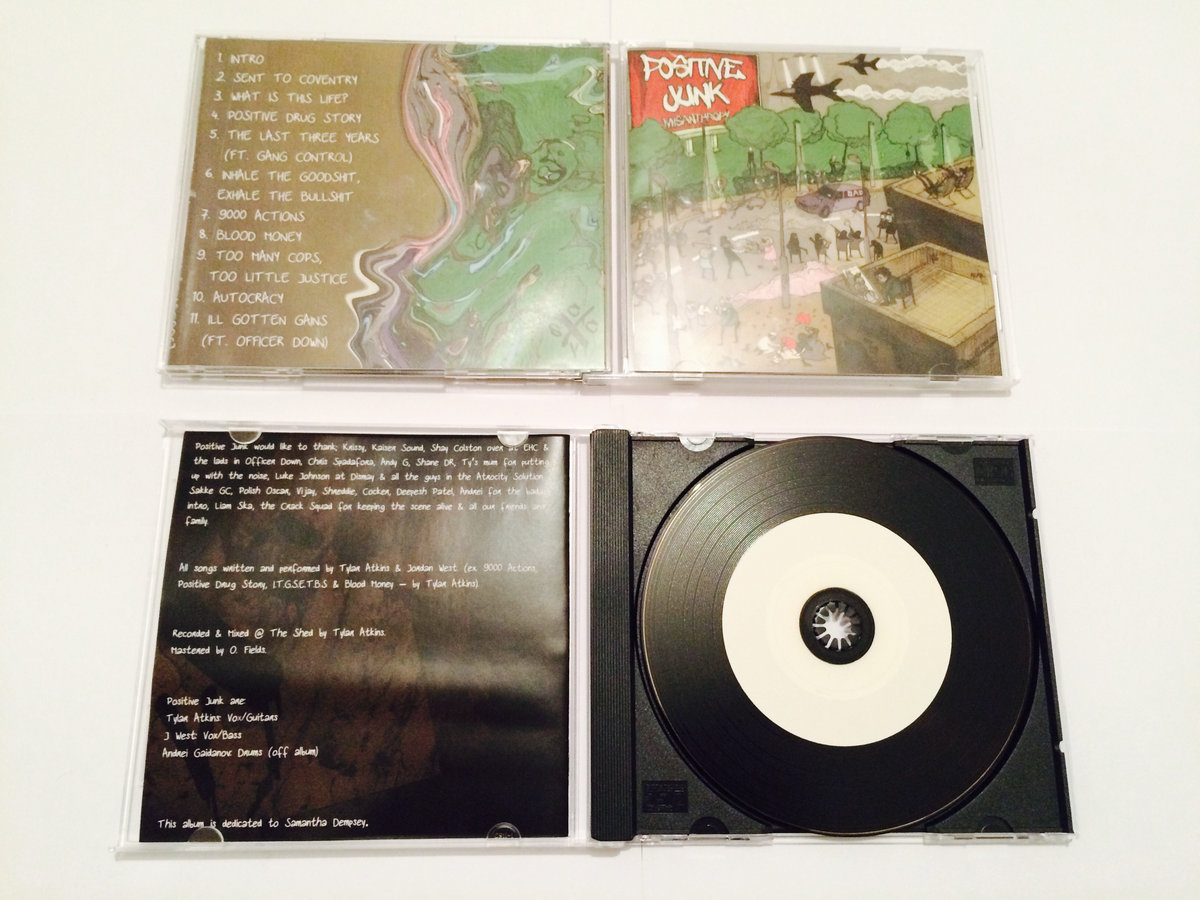 1. INTRO
2. SENT TO COVENTRY
3. WHAT IS THIS LIFE?
4. POSITIVE DRUG STORY
5. THE LAST THREE YEARS
(FT. GANG CONTROL)
6. INHALE THE GOODSHIT,
EXHALE THE BULLSHIT
7. 9000 ACTIONS
8. BLOOD MONEY
9. TOO MANY COPS,
TOO LITTLE JUSTICE
10. AUTOCRACY
11. ILL GOTTEN GAINS
(FT. OFFICER DOWN)
POSITIVE
JUNK
MISANTHROPY
Positive Junk would like to thank: Krissy, Kaisen Sound, Shay Colston over at EHC &
the lads in Officer Down, Chris Spadafora, Andy G, Shane DR, Ty's mum for putting
up with the noise, Luke Johnson at Dismay & all the guys in the Atrocity Solution
Sakke GC, Polish Oscar, Vijay, Shreddie, Cocker, Deepesh Patel, Andrei for the
intro, Liam Ska, the Crack Squad for keeping the scene alive & all our friends and
family.
All songs written and performed by Tylar Atkins & Jordan West (ex 9000 Actions,
Positive Drug Story, I.T.G.S.E.T.B.S & Blood Money — by Tylar Atkins).
Recorded & Mixed @ The Shed by Tylar Atkins.
Mastered by O. Fields.
Positive Junk are:
Tylar Atkins: Vox/Guitars
J West: Vox/Bass
Andrei Gaidanov: Drums (off album)
This album is dedicated to Samantha Dempsey.